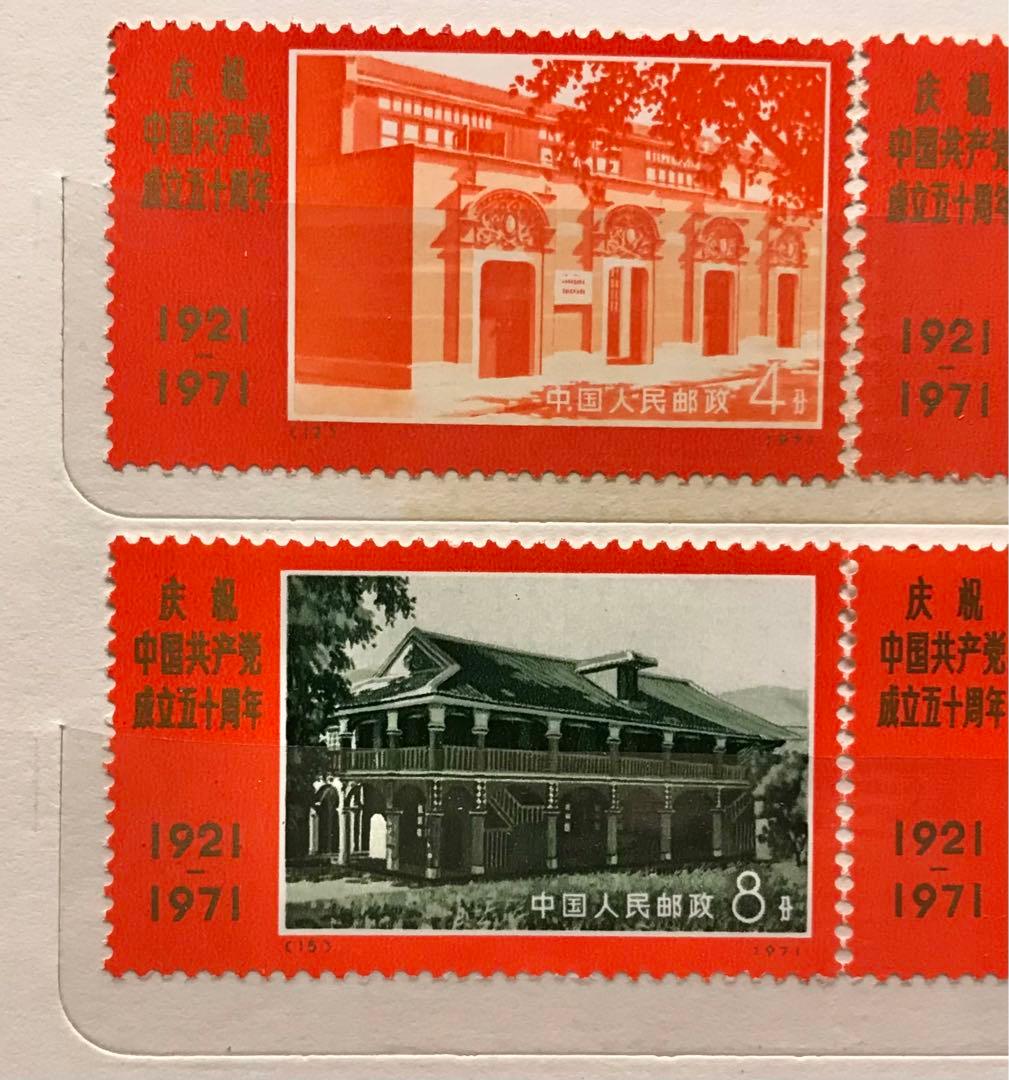 庆祝
中国共产党
成立五十周年
1921
-
1971
中国人民邮政 4分
(12)
1971
庆祝
中国共产党
成立五十周年
1921
-
1971
庆祝
中国共产党
成立五十周年
1921
-
1971
中国人民邮政 8分
(15)
1971
庆祝
中国共产党
成立五十周年
1921
-
1971